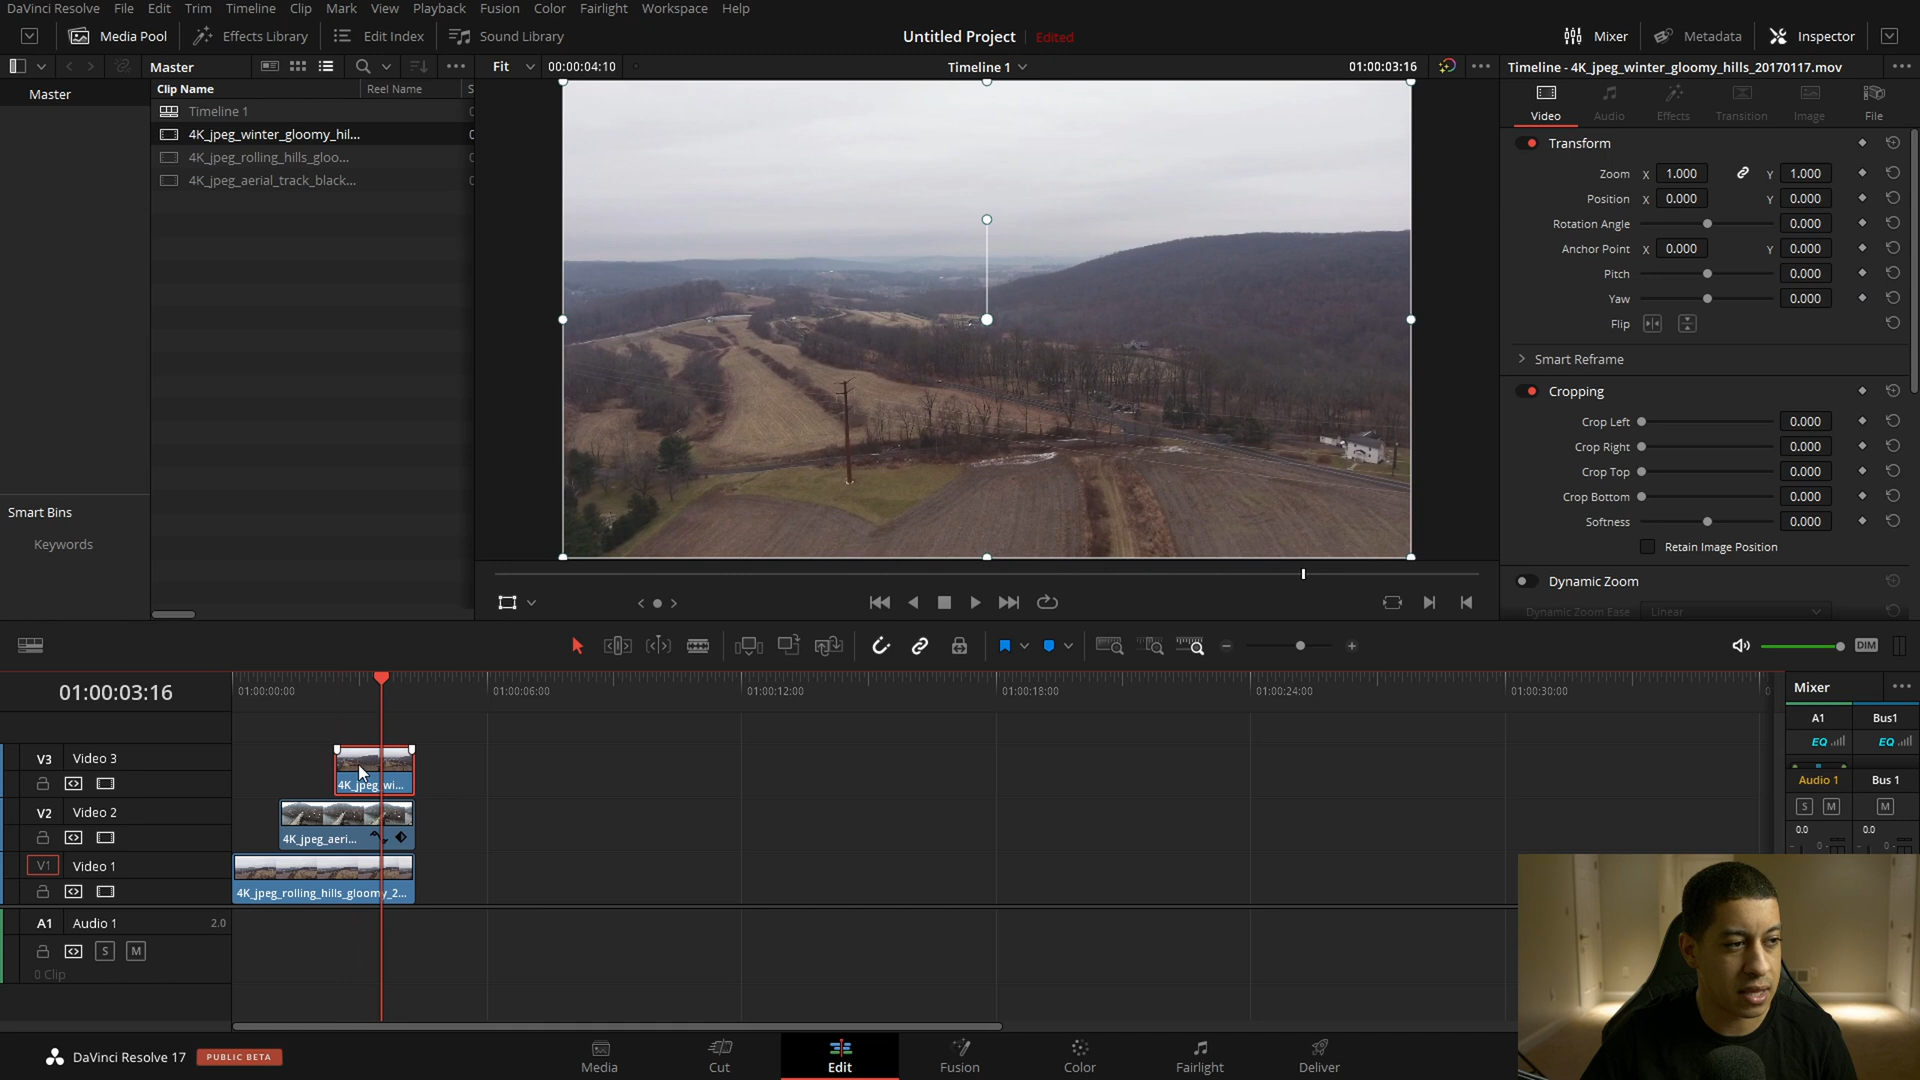 DaVinci Resolve File Edit Trim Timeline Clip Mark View Playback Fusion Color Fairlight Workspace Help
Media Pool Effects Library Edit Index Sound Library Untitled Project Edited Mixer Metadata Inspector
Master Fit 00:00:04:10 Timeline 1 01:00:03:16 Timeline - 4K_jpeg_winter_gloomy_hills_20170117.mov
Master
Clip Name Reel Name S
Timeline 1
4K_jpeg_winter_gloomy_hil...
4K_jpeg_rolling_hills_gloo...
4K_jpeg_aerial_track_black...
Smart Bins
Keywords
Video Audio Effects Transition Image File
Transform
Zoom X 1.000 Y 1.000
Position X 0.000 Y 0.000
Rotation Angle 0.000
Anchor Point X 0.000 Y 0.000
Pitch 0.000
Yaw 0.000
Flip
Smart Reframe
Cropping
Crop Left 0.000
Crop Right 0.000
Crop Top 0.000
Crop Bottom 0.000
Softness 0.000
Retain Image Position
Dynamic Zoom
Dynamic Zoom Ease Linear
DIM
01:00:03:16 01:00:00:00 01:00:06:00 01:00:12:00 01:00:18:00 01:00:24:00 01:00:30:00
V3 Video 3
4K_jpeg_wi...
V2 Video 2
4K_jpeg_aeri...
V1 Video 1
4K_jpeg_rolling_hills_gloomy_2...
A1 Audio 1 2.0
S M
0 Clip
Mixer
A1 Bus1
EQ EQ
Audio 1 Bus 1
S M M
0.0 0.0
DaVinci Resolve 17 PUBLIC BETA
Media Cut Edit Fusion Color Fairlight Deliver